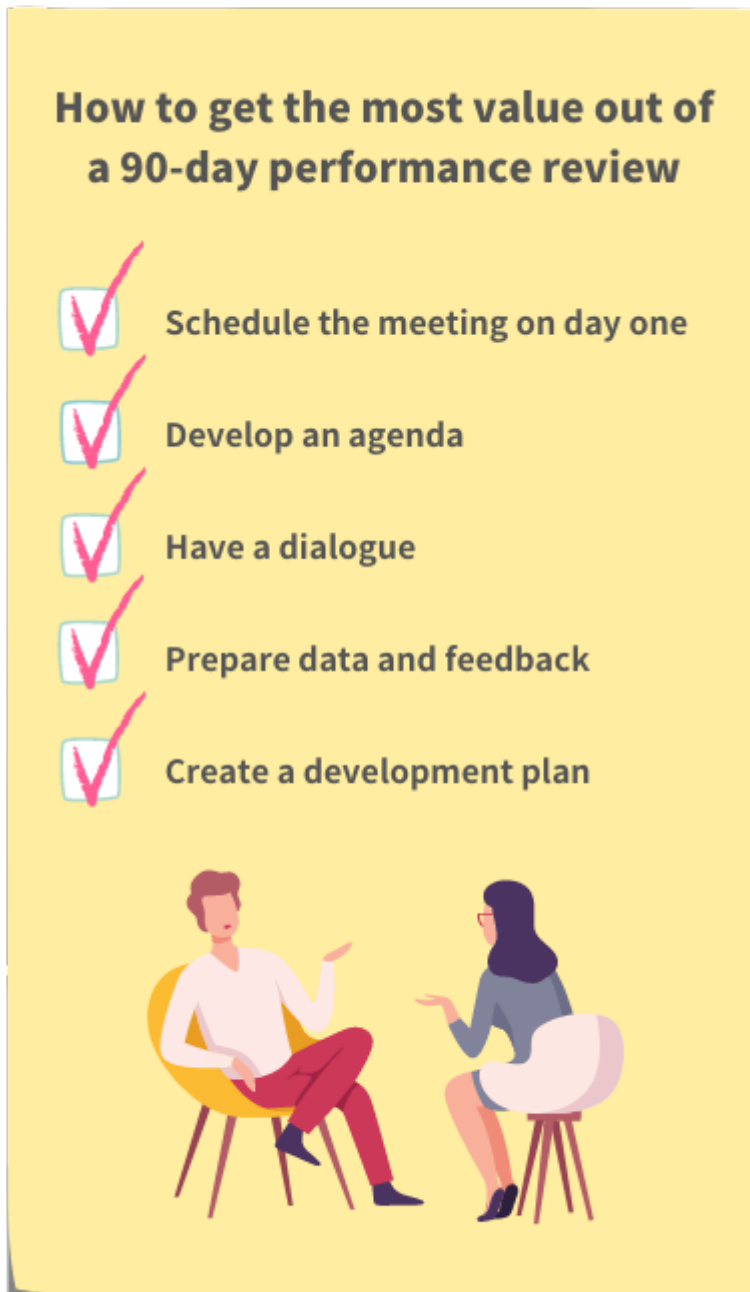 How to get the most value out of
a 90-day performance review
Schedule the meeting on day one
Develop an agenda
Have a dialogue
Prepare data and feedback
Create a development plan